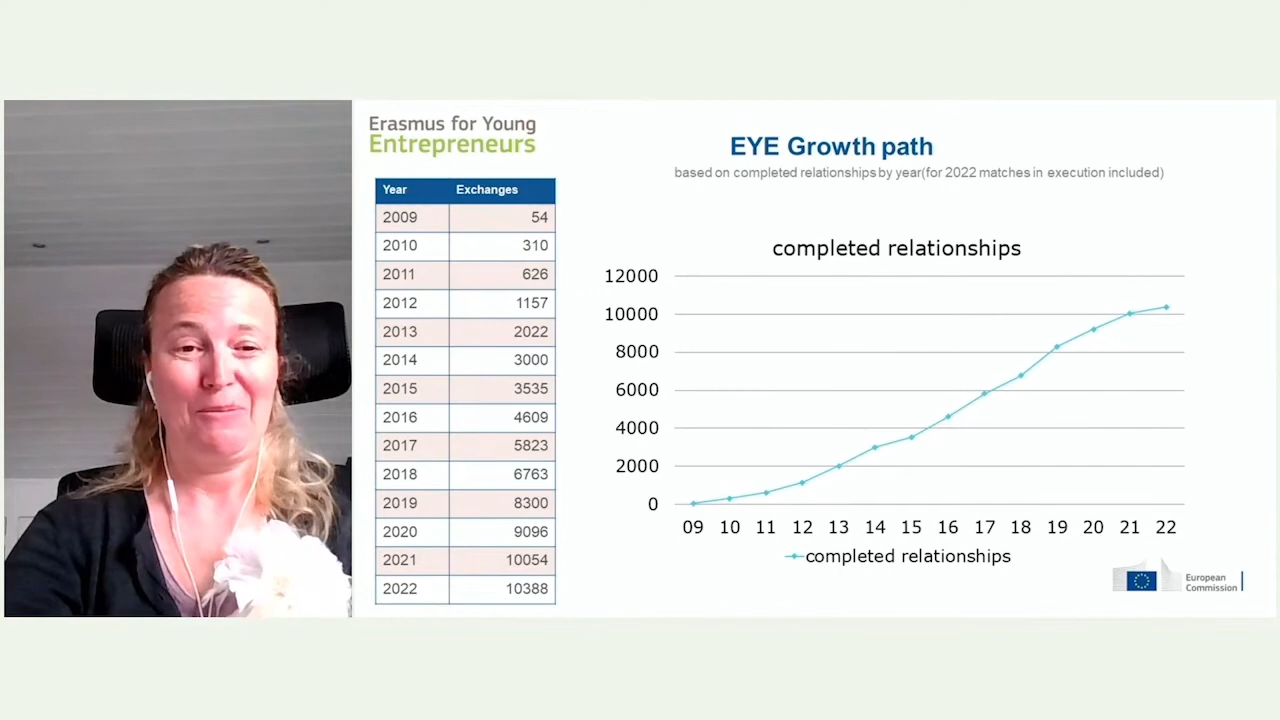 Erasmus for Young
Entrepreneurs
EYE Growth path
based on completed relationships by year(for 2022 matches in execution included)
Year Exchanges
2009 54
2010 310
2011 626
2012 1157
2013 2022
2014 3000
2015 3535
2016 4609
2017 5823
2018 6763
2019 8300
2020 9096
2021 10054
2022 10388
completed relationships
12000
10000
8000
6000
4000
2000
0
09 10 11 12 13 14 15 16 17 18 19 20 21 22
completed relationships
European
Commission